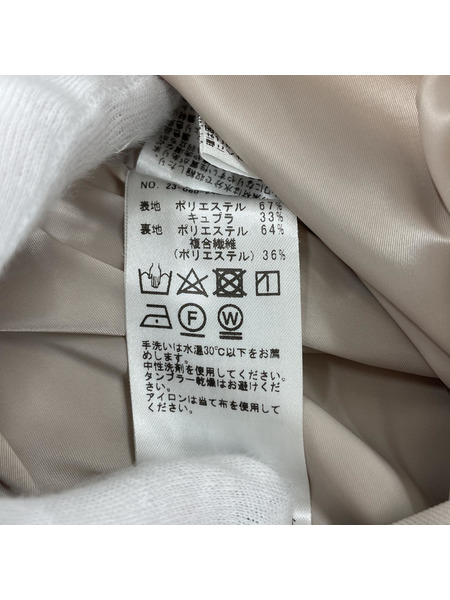 NO. 23-
表地 ポリエステル 67%
キュプラ 33%
裏地 ポリエステル 64%
複合繊維
(ポリエステル) 36%
F W
手洗いは水温30℃以下をお薦
めします。
中性洗剤を使用してください。
タンブラー乾燥はお避けくださ
い。
アイロンは当て布を使用してく
ださい。